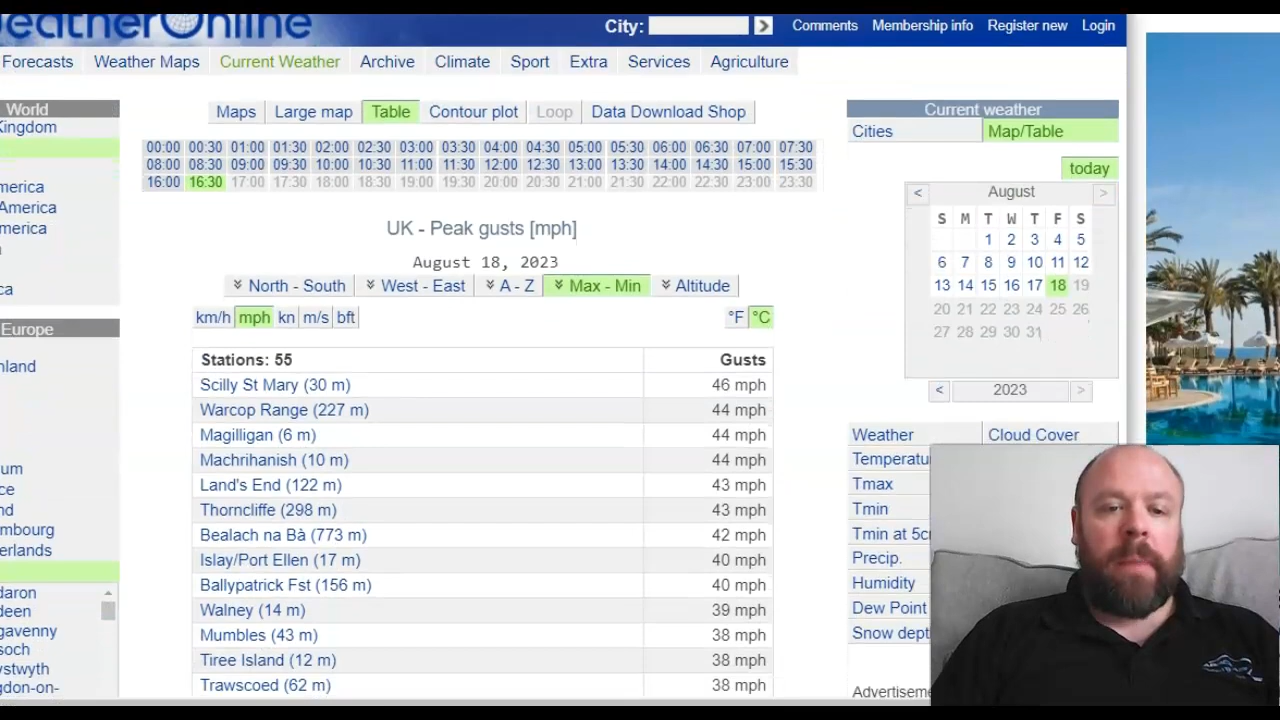 WeatherOnline
City:
Comments Membership info Register new Login
Forecasts Weather Maps Current Weather Archive Climate Sport Extra Services Agriculture
World
Kingdom
merica
America
merica
ca
Europe
nland
um
ce
nd
mbourg
erlands
daron
deen
gavenny
soch
ystwyth
gdon-on-
Maps Large map Table Contour plot Loop Data Download Shop
00:00 00:30 01:00 01:30 02:00 02:30 03:00 03:30 04:00 04:30 05:00 05:30 06:00 06:30 07:00 07:30
08:00 08:30 09:00 09:30 10:00 10:30 11:00 11:30 12:00 12:30 13:00 13:30 14:00 14:30 15:00 15:30
16:00 16:30 17:00 17:30 18:00 18:30 19:00 19:30 20:00 20:30 21:00 21:30 22:00 22:30 23:00 23:30
UK - Peak gusts [mph]
August 18, 2023
North - South West - East A - Z Max - Min Altitude
km/h mph kn m/s bft °F °C
Stations: 55 Gusts
Scilly St Mary (30 m) 46 mph
Warcop Range (227 m) 44 mph
Magilligan (6 m) 44 mph
Machrihanish (10 m) 44 mph
Land's End (122 m) 43 mph
Thorncliffe (298 m) 43 mph
Bealach na Bà (773 m) 42 mph
Islay/Port Ellen (17 m) 40 mph
Ballypatrick Fst (156 m) 40 mph
Walney (14 m) 39 mph
Mumbles (43 m) 38 mph
Tiree Island (12 m) 38 mph
Trawscoed (62 m) 38 mph
Current weather
Cities Map/Table
today
< August >
S M T W T F S
1 2 3 4 5
6 7 8 9 10 11 12
13 14 15 16 17 18 19
20 21 22 23 24 25 26
27 28 29 30 31
< 2023 >
Weather Cloud Cover
Temperatu
Tmax
Tmin
Tmin at 5c
Precip.
Humidity
Dew Point
Snow dept
Advertiseme